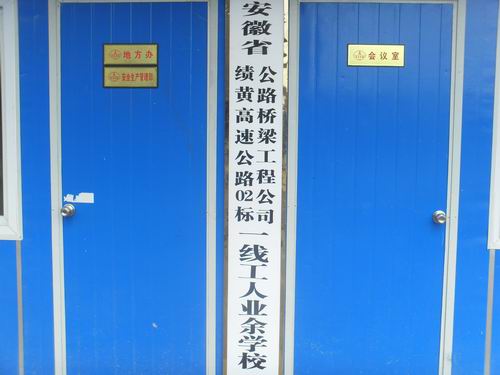 地方办
安全生产管理部
安徽省
公路桥梁工程公司
绩黄高速公路02标
一线工人业余学校
会议室